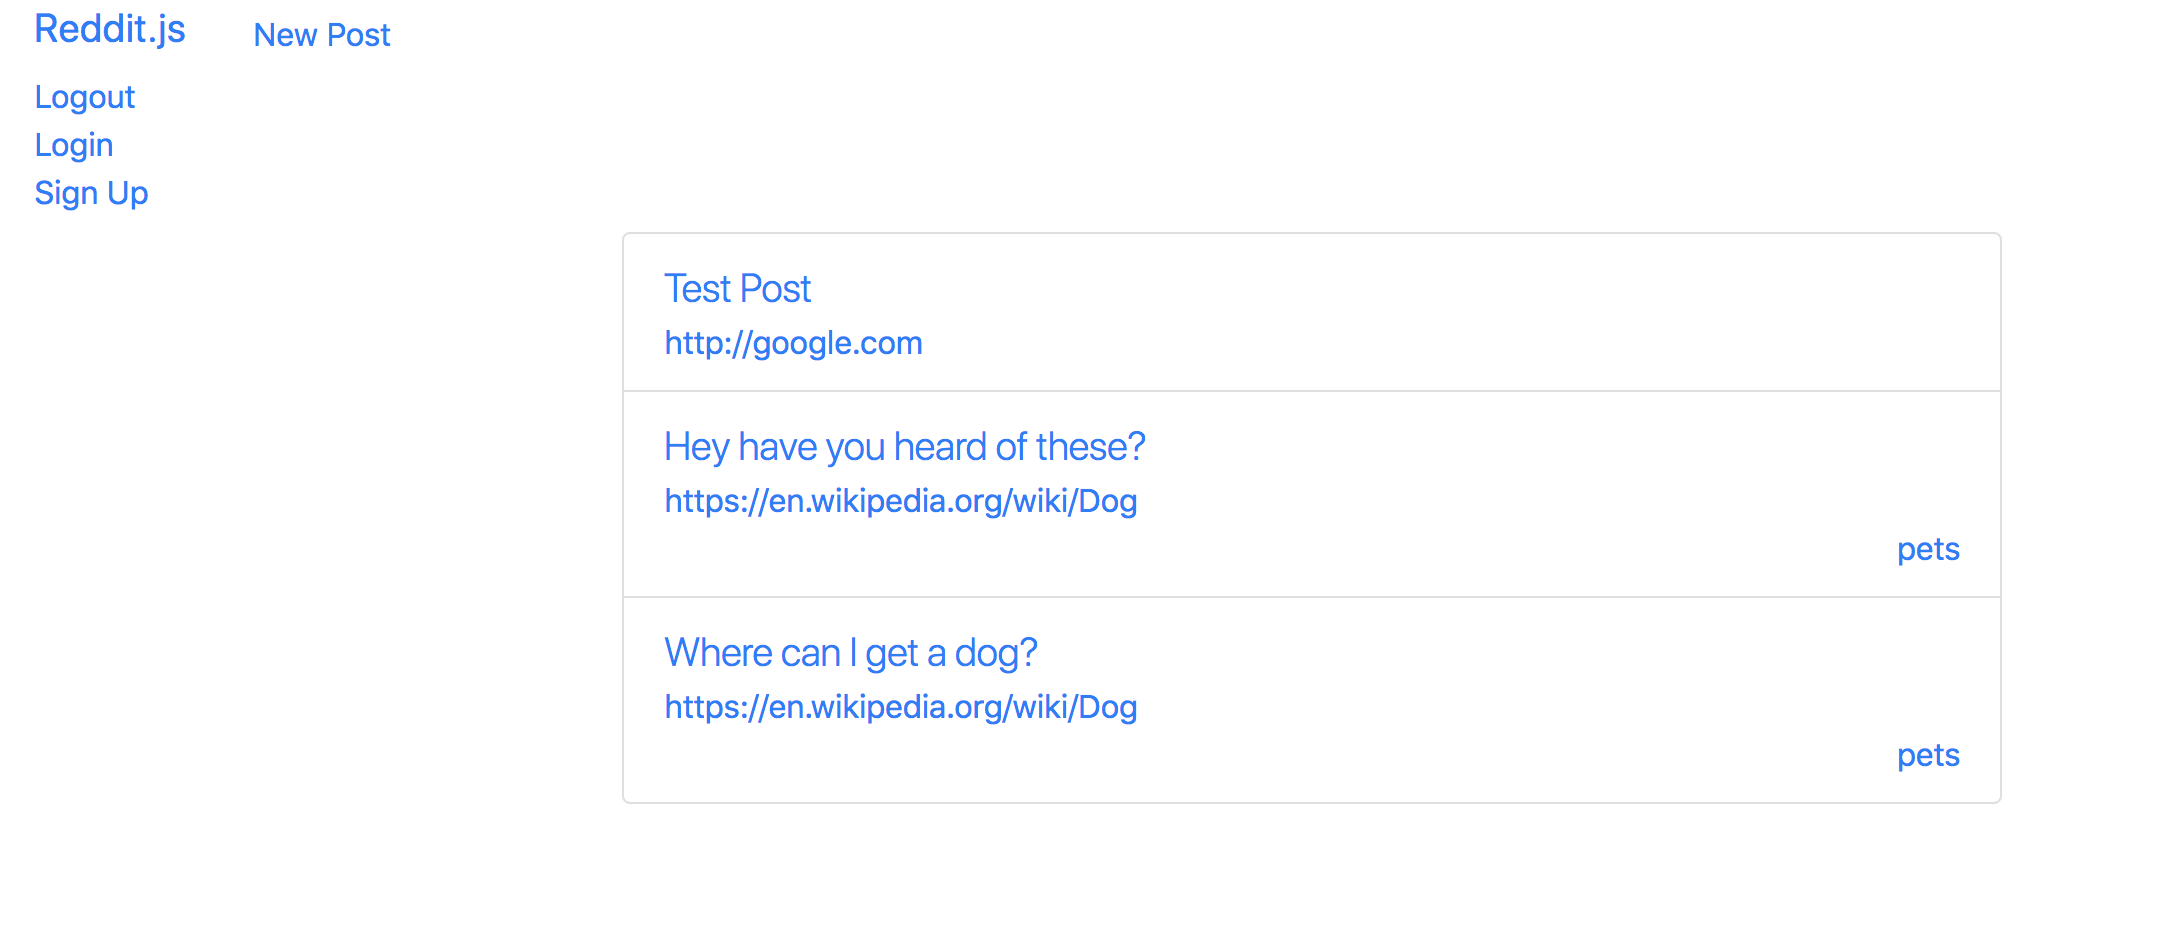 Reddit.js New Post
Logout
Login
Sign Up
Test Post
http://google.com
Hey have you heard of these?
https://en.wikipedia.org/wiki/Dog
pets
Where can I get a dog?
https://en.wikipedia.org/wiki/Dog
pets